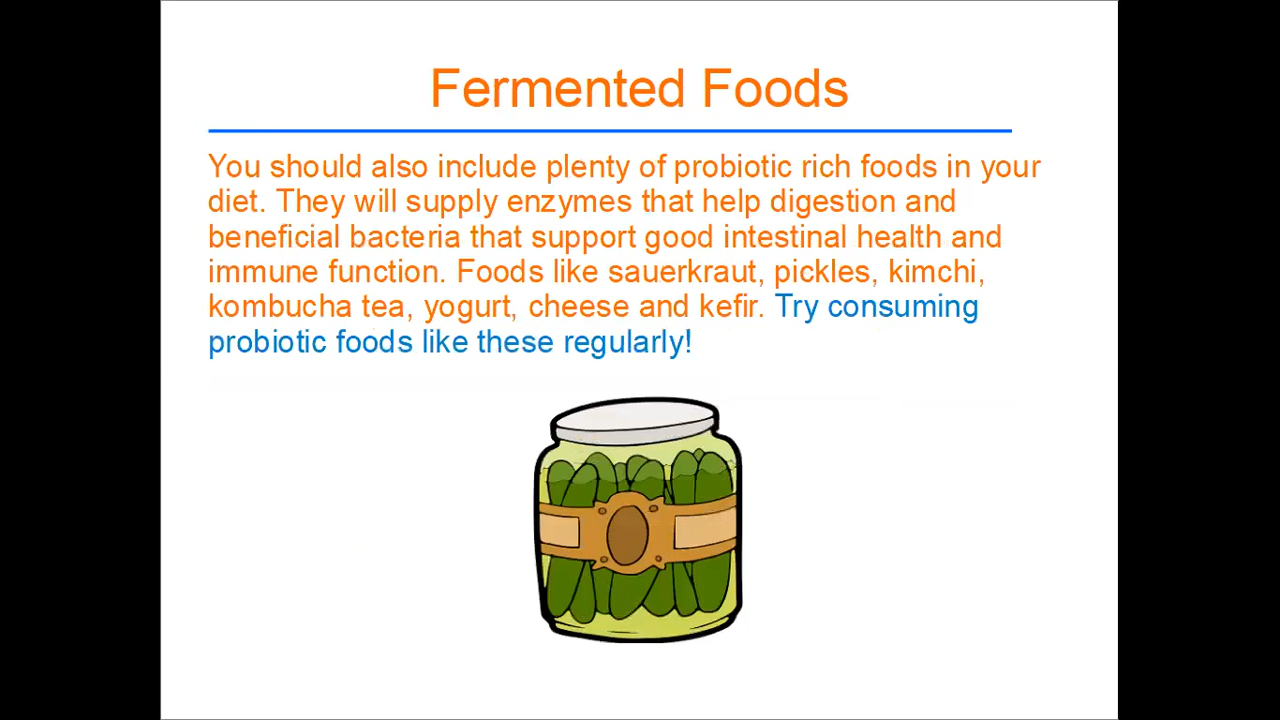 Fermented Foods
You should also include plenty of probiotic rich foods in your
diet. They will supply enzymes that help digestion and
beneficial bacteria that support good intestinal health and
immune function. Foods like sauerkraut, pickles, kimchi,
kombucha tea, yogurt, cheese and kefir. Try consuming
probiotic foods like these regularly!